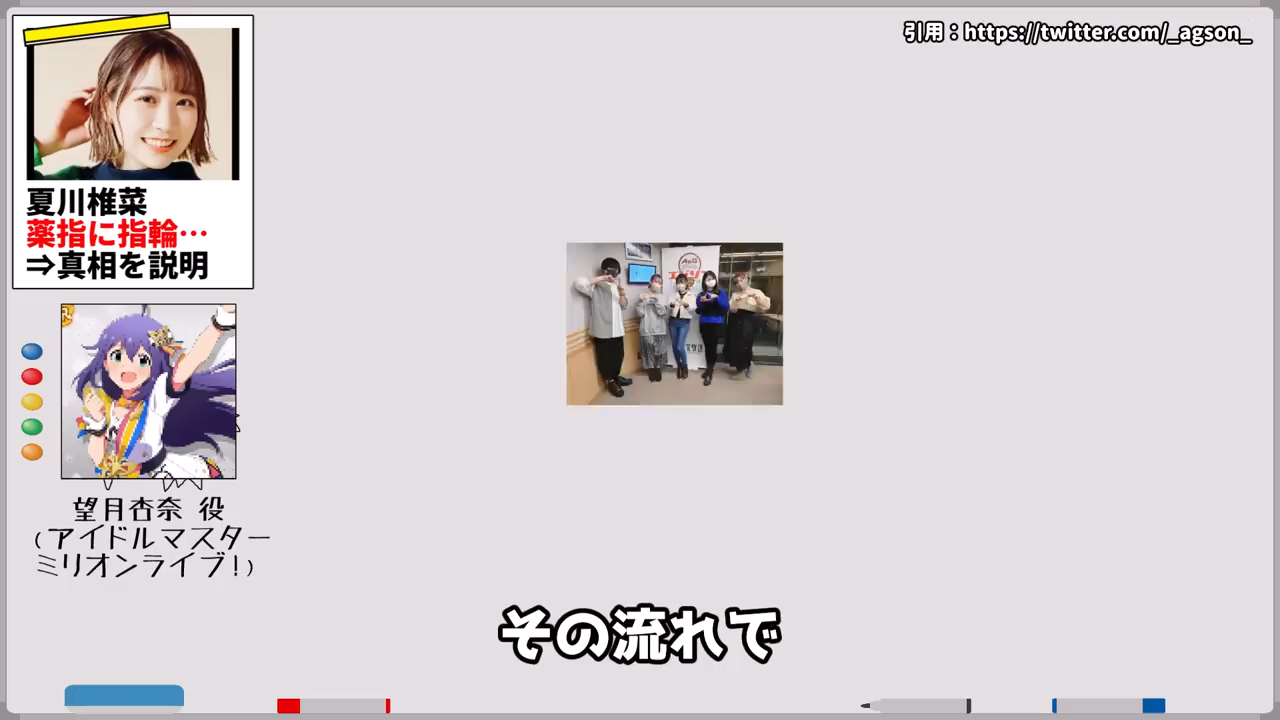 引用：https://twitter.com/_agson_
夏川椎菜
薬指に指輪…
⇒真相を説明
望月杏奈 役
(アイドルマスター
ミリオンライブ!)
その流れで